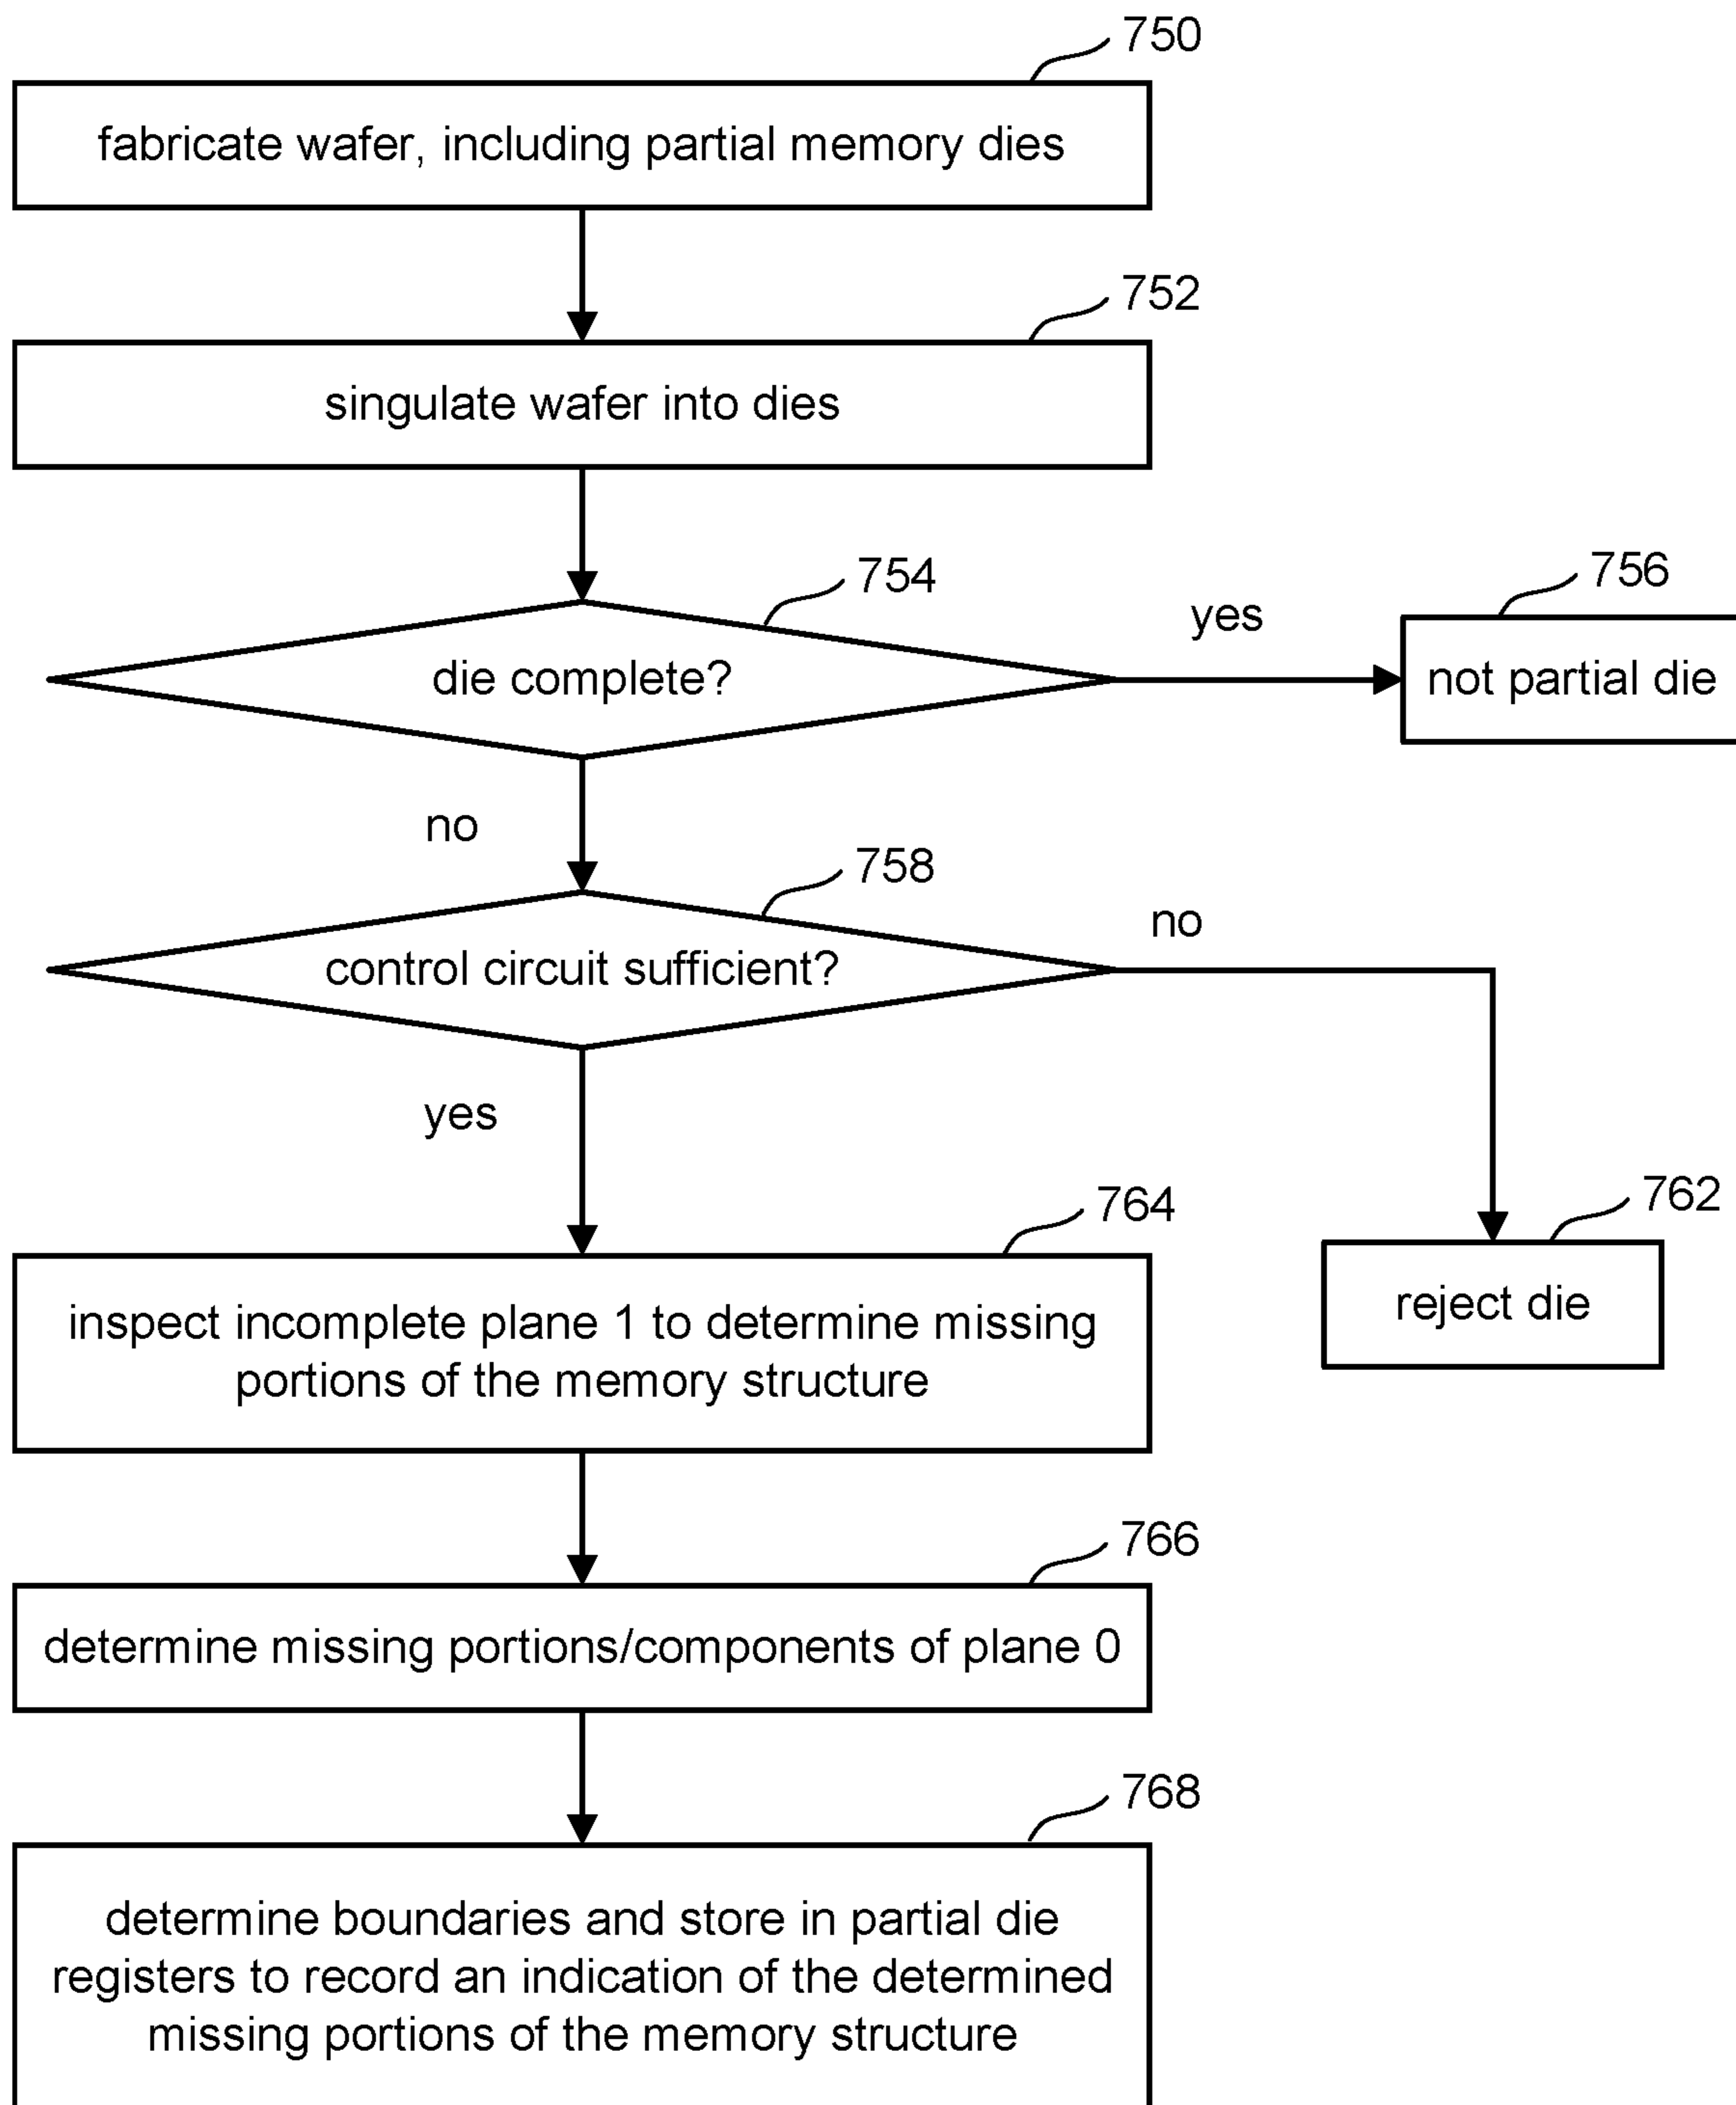 750
fabricate wafer, including partial memory dies
752
singulate wafer into dies
754
die complete?
yes
756
not partial die
no
758
control circuit sufficient?
no
yes
762
reject die
764
inspect incomplete plane 1 to determine missing
portions of the memory structure
766
determine missing portions/components of plane 0
768
determine boundaries and store in partial die
registers to record an indication of the determined
missing portions of the memory structure